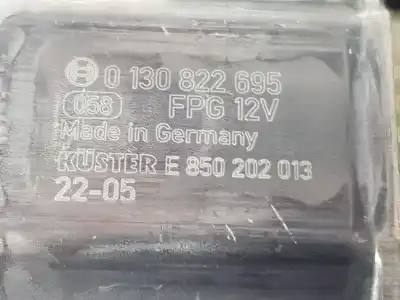 0 130 822 695
058 FPG 12V
Made in Germany
KÜSTER E 850 202 013
22-05